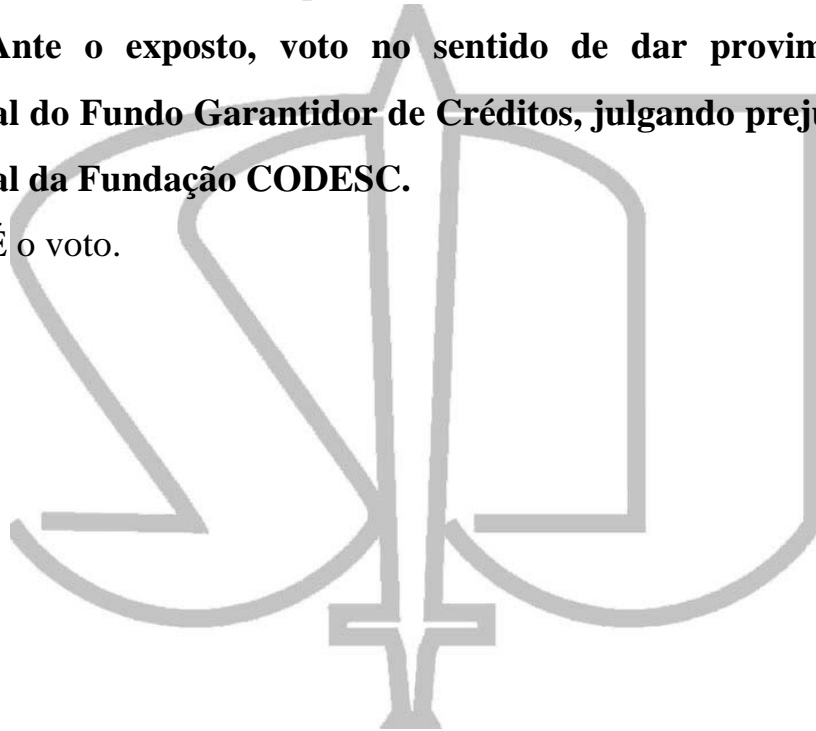 Ante o exposto, voto no sentido de dar provim
al do Fundo Garantidor de Créditos, julgando prej
al da Fundação CODESC.
É o voto.